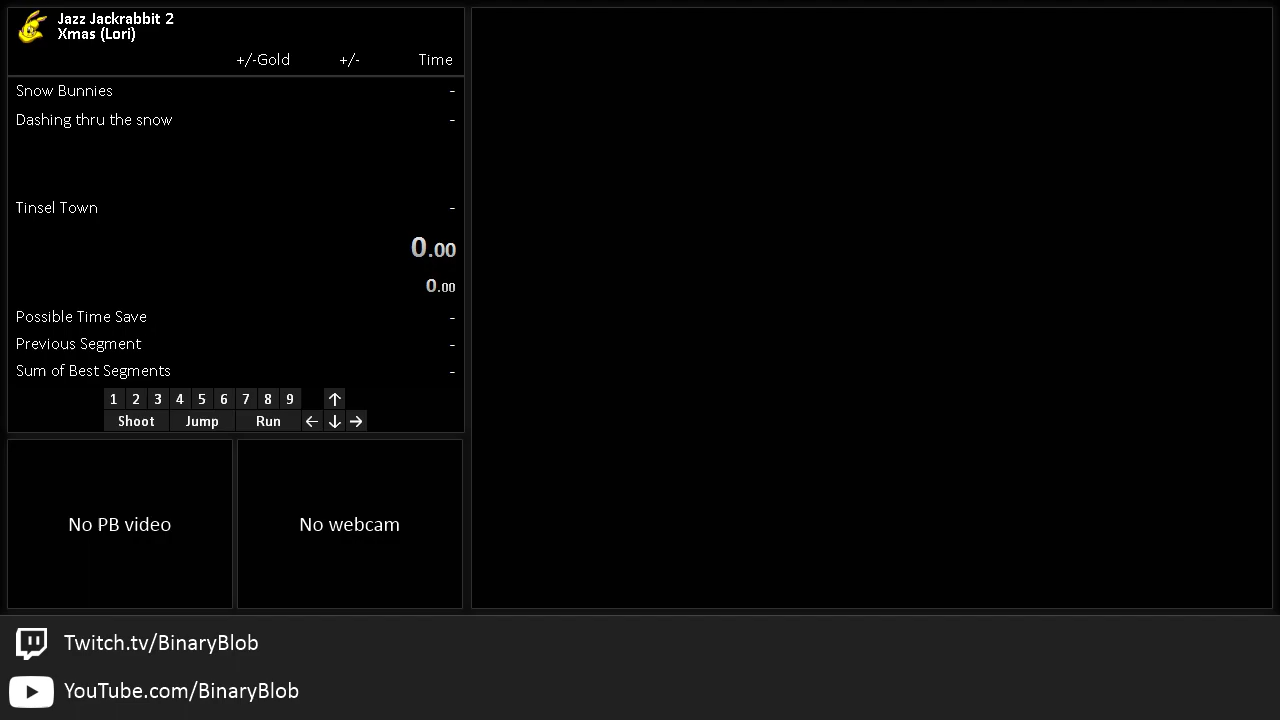 Jazz Jackrabbit 2
Xmas (Lori)
+/-Gold +/- Time
Snow Bunnies -
Dashing thru the snow -
Tinsel Town -
0.00
0.00
Possible Time Save -
Previous Segment -
Sum of Best Segments -
1 2 3 4 5 6 7 8 9 ↑
Shoot Jump Run ← ↓ →
No PB video
No webcam
Twitch.tv/BinaryBlob
YouTube.com/BinaryBlob